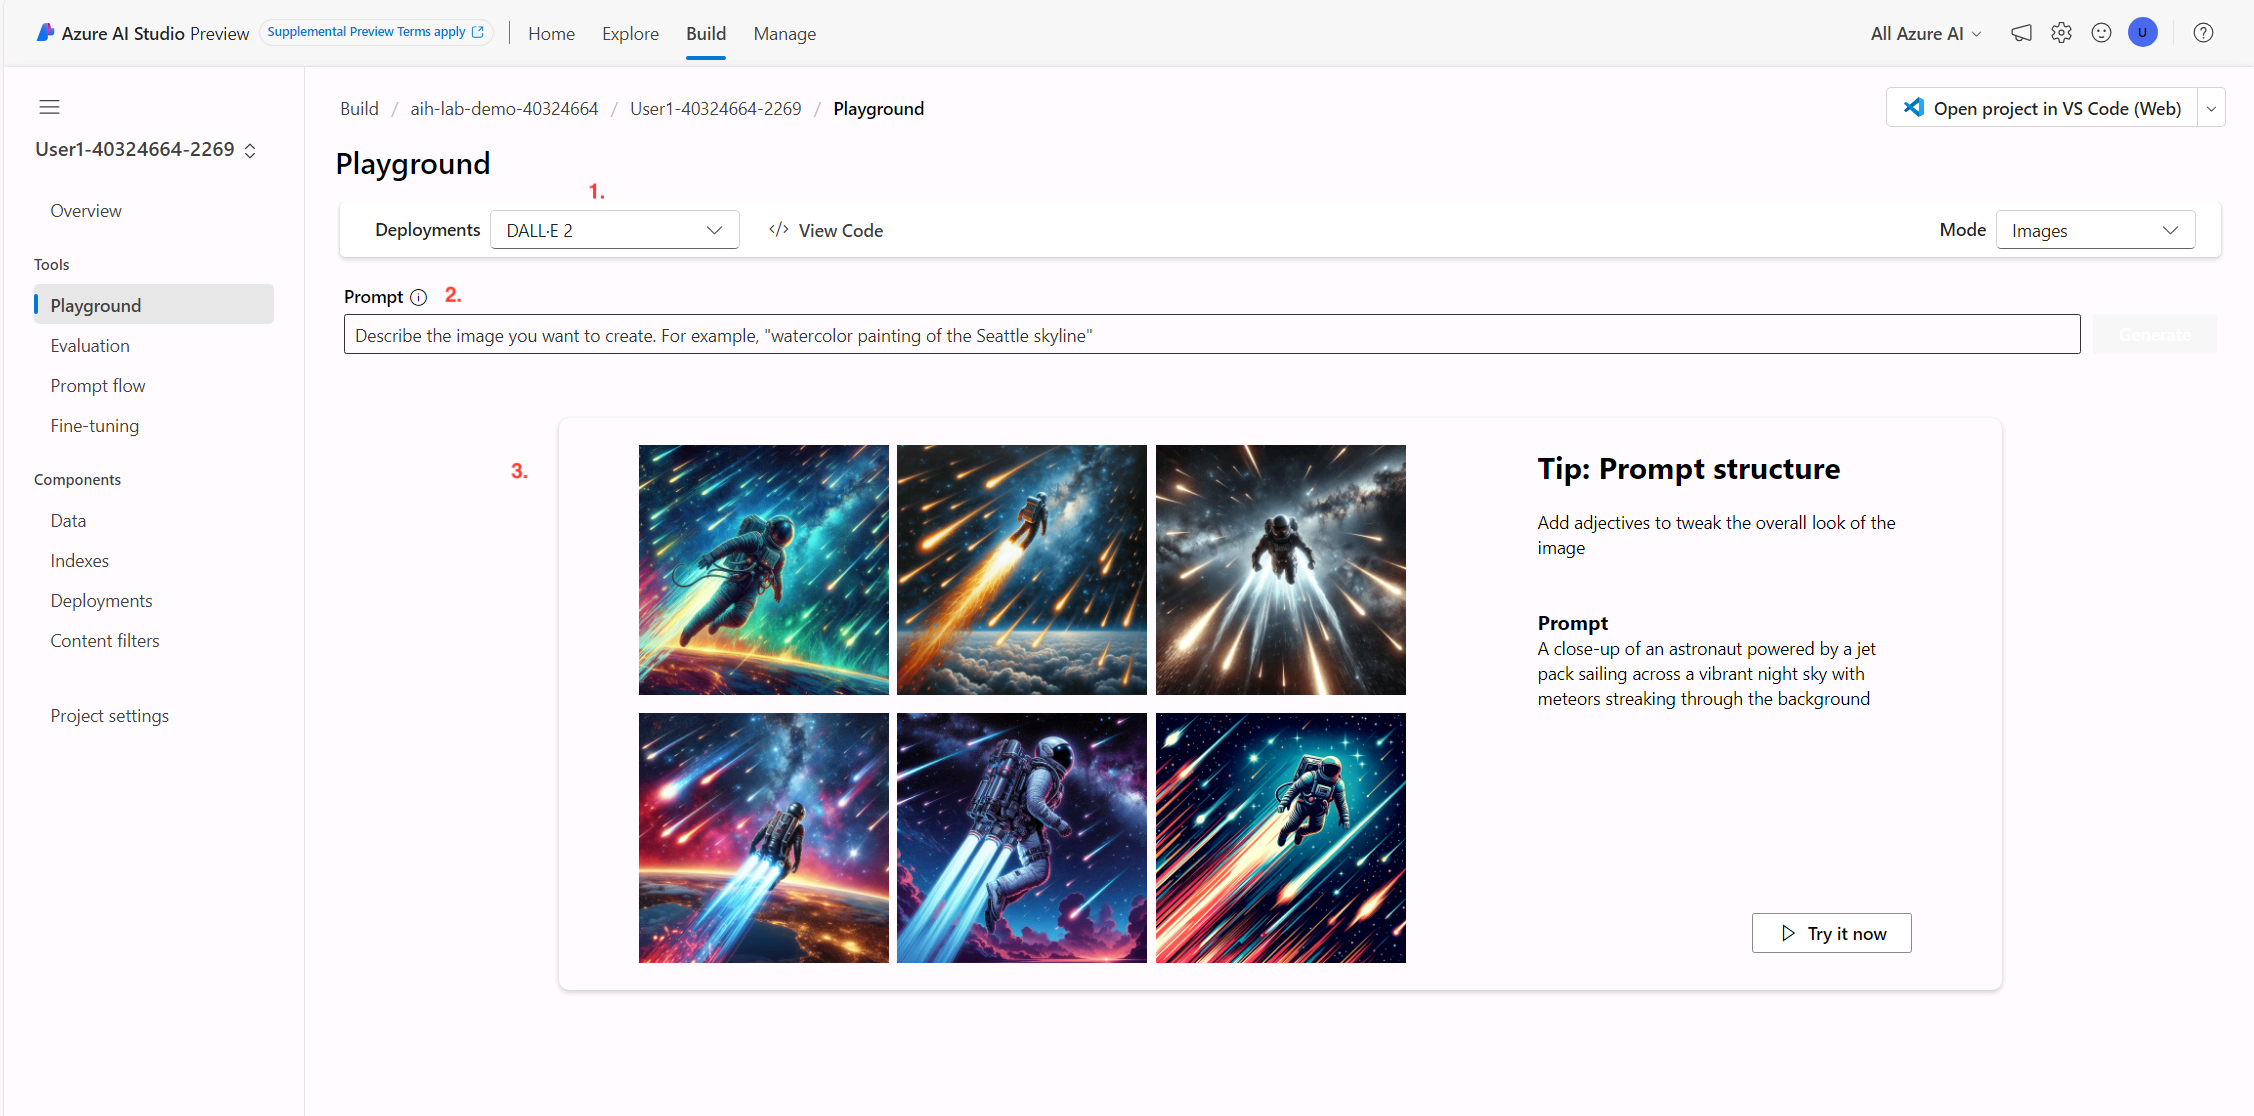 Azure AI Studio Preview Supplemental Preview Terms apply Home Explore Build Manage All Azure AI U
User1-40324664-2269
Overview
Tools
Playground
Evaluation
Prompt flow
Fine-tuning
Components
Data
Indexes
Deployments
Content filters
Project settings
Build / aih-lab-demo-40324664 / User1-40324664-2269 / Playground
Open project in VS Code (Web)
Playground
1.
Deployments DALL·E 2 </> View Code Mode Images
Prompt 2.
Describe the image you want to create. For example, "watercolor painting of the Seattle skyline" Generate
3.
Tip: Prompt structure
Add adjectives to tweak the overall look of the
image
Prompt
A close-up of an astronaut powered by a jet
pack sailing across a vibrant night sky with
meteors streaking through the background
Try it now